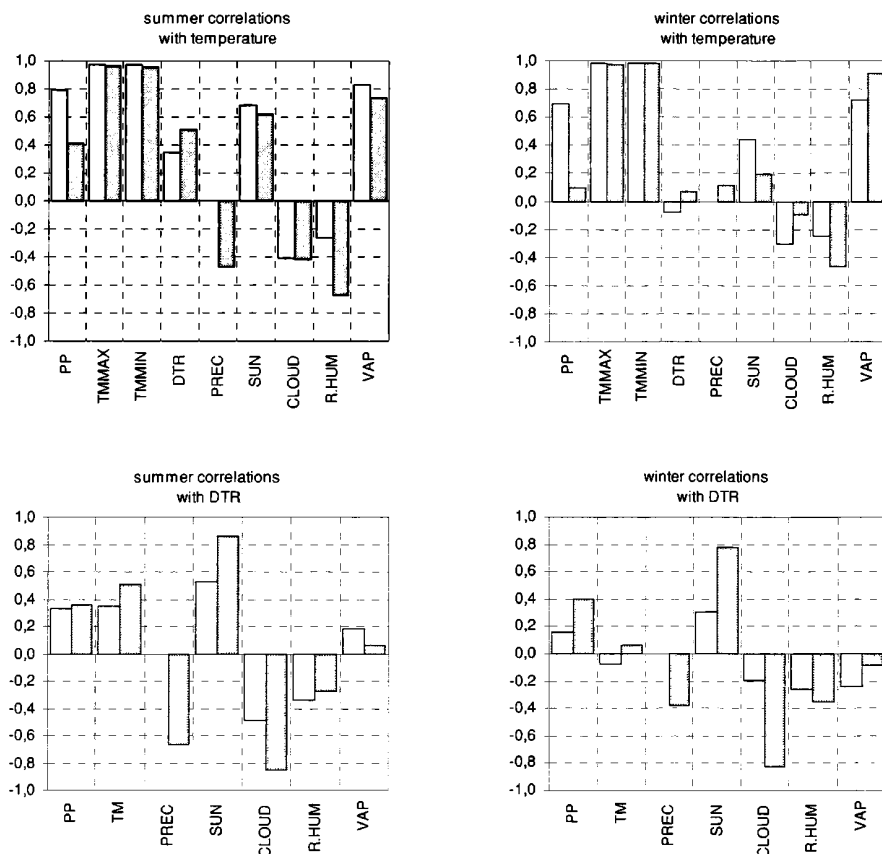 summer correlations
with temperature
1,0
0,8
0,6
0,4
0,2
0,0
-0,2
-0,4
-0,6
-0,8
-1,0
PP
TMMAX
TMMIN
DTR
PREC
SUN
CLOUD
R.HUM
VAP
winter correlations
with temperature
1,0
0,8
0,6
0,4
0,2
0,0
-0,2
-0,4
-0,6
-0,8
-1,0
PP
TMMAX
TMMIN
DTR
PREC
SUN
CLOUD
R.HUM
VAP
summer correlations
with DTR
1,0
0,8
0,6
0,4
0,2
0,0
-0,2
-0,4
-0,6
-0,8
-1,0
PP
TM
PREC
SUN
CLOUD
R.HUM
VAP
winter correlations
with DTR
1,0
0,8
0,6
0,4
0,2
0,0
-0,2
-0,4
-0,6
-0,8
-1,0
PP
TM
PREC
SUN
CLOUD
R.HUM
VAP